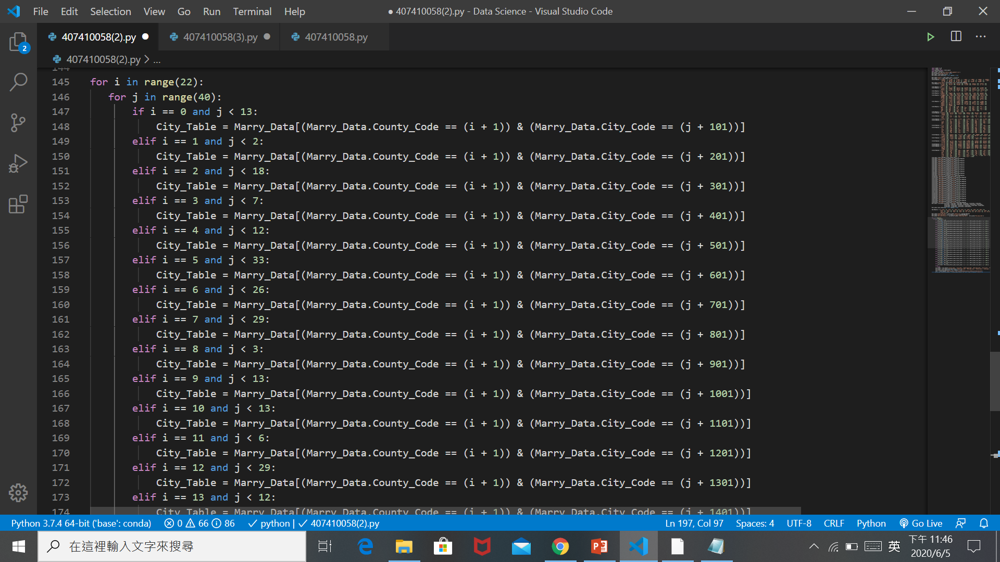 File Edit Selection View Go Run Terminal Help ● 407410058(2).py - Data Science - Visual Studio Code
407410058(2).py 407410058(3).py 407410058.py
2
407410058(2).py > ...
144
145 for i in range(22):
146 for j in range(40):
147 if i == 0 and j < 13:
148 City_Table = Marry_Data[(Marry_Data.County_Code == (i + 1)) & (Marry_Data.City_Code == (j + 101))]
149 elif i == 1 and j < 2:
150 City_Table = Marry_Data[(Marry_Data.County_Code == (i + 1)) & (Marry_Data.City_Code == (j + 201))]
151 elif i == 2 and j < 18:
152 City_Table = Marry_Data[(Marry_Data.County_Code == (i + 1)) & (Marry_Data.City_Code == (j + 301))]
153 elif i == 3 and j < 7:
154 City_Table = Marry_Data[(Marry_Data.County_Code == (i + 1)) & (Marry_Data.City_Code == (j + 401))]
155 elif i == 4 and j < 12:
156 City_Table = Marry_Data[(Marry_Data.County_Code == (i + 1)) & (Marry_Data.City_Code == (j + 501))]
157 elif i == 5 and j < 33:
158 City_Table = Marry_Data[(Marry_Data.County_Code == (i + 1)) & (Marry_Data.City_Code == (j + 601))]
159 elif i == 6 and j < 26:
160 City_Table = Marry_Data[(Marry_Data.County_Code == (i + 1)) & (Marry_Data.City_Code == (j + 701))]
161 elif i == 7 and j < 29:
162 City_Table = Marry_Data[(Marry_Data.County_Code == (i + 1)) & (Marry_Data.City_Code == (j + 801))]
163 elif i == 8 and j < 3:
164 City_Table = Marry_Data[(Marry_Data.County_Code == (i + 1)) & (Marry_Data.City_Code == (j + 901))]
165 elif i == 9 and j < 13:
166 City_Table = Marry_Data[(Marry_Data.County_Code == (i + 1)) & (Marry_Data.City_Code == (j + 1001))]
167 elif i == 10 and j < 13:
168 City_Table = Marry_Data[(Marry_Data.County_Code == (i + 1)) & (Marry_Data.City_Code == (j + 1101))]
169 elif i == 11 and j < 6:
170 City_Table = Marry_Data[(Marry_Data.County_Code == (i + 1)) & (Marry_Data.City_Code == (j + 1201))]
171 elif i == 12 and j < 29:
172 City_Table = Marry_Data[(Marry_Data.County_Code == (i + 1)) & (Marry_Data.City_Code == (j + 1301))]
173 elif i == 13 and j < 12:
174 City_Table = Marry_Data[(Marry_Data.County_Code == (i + 1)) & (Marry_Data.City_Code == (j + 1401))]
Python 3.7.4 64-bit ('base': conda) 0 66 86 python | 407410058(2).py Ln 197, Col 97 Spaces: 4 UTF-8 CRLF Python Go Live
在這裡輸入文字來搜尋 英 下午 11:46
2020/6/5